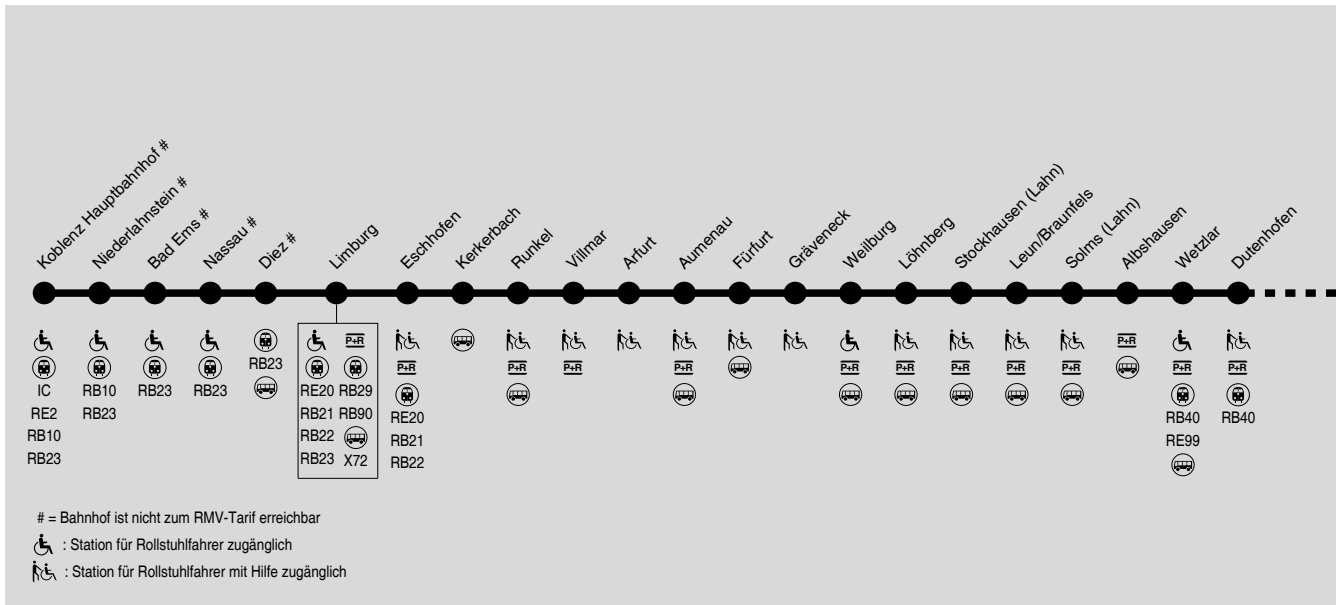 Koblenz Hauptbahnhof #
Niederlahnstein #
Bad Ems #
Nassau #
Diez #
Limburg
Eschhofen
Kerkerbach
Runkel
Villmar
Arfurt
Aumenau
Fürfurt
Gräveneck
Weilburg
Löhnberg
Stockhausen (Lahn)
Leun/Braunfels
Solms (Lahn)
Albshausen
Wetzlar
Dutenhofen
IC
RE2
RB10
RB23
RB10
RB23
RB23
RB23
RB23
RE20
RB21
RB22
RB23
P+R
RB29
RB90
X72
P+R
RE20
RB21
RB22
P+R
P+R
P+R
P+R
P+R
P+R
P+R
P+R
P+R
P+R
RB40
RE99
P+R
RB40
# = Bahnhof ist nicht zum RMV-Tarif erreichbar
: Station für Rollstuhlfahrer zugänglich
: Station für Rollstuhlfahrer mit Hilfe zugänglich